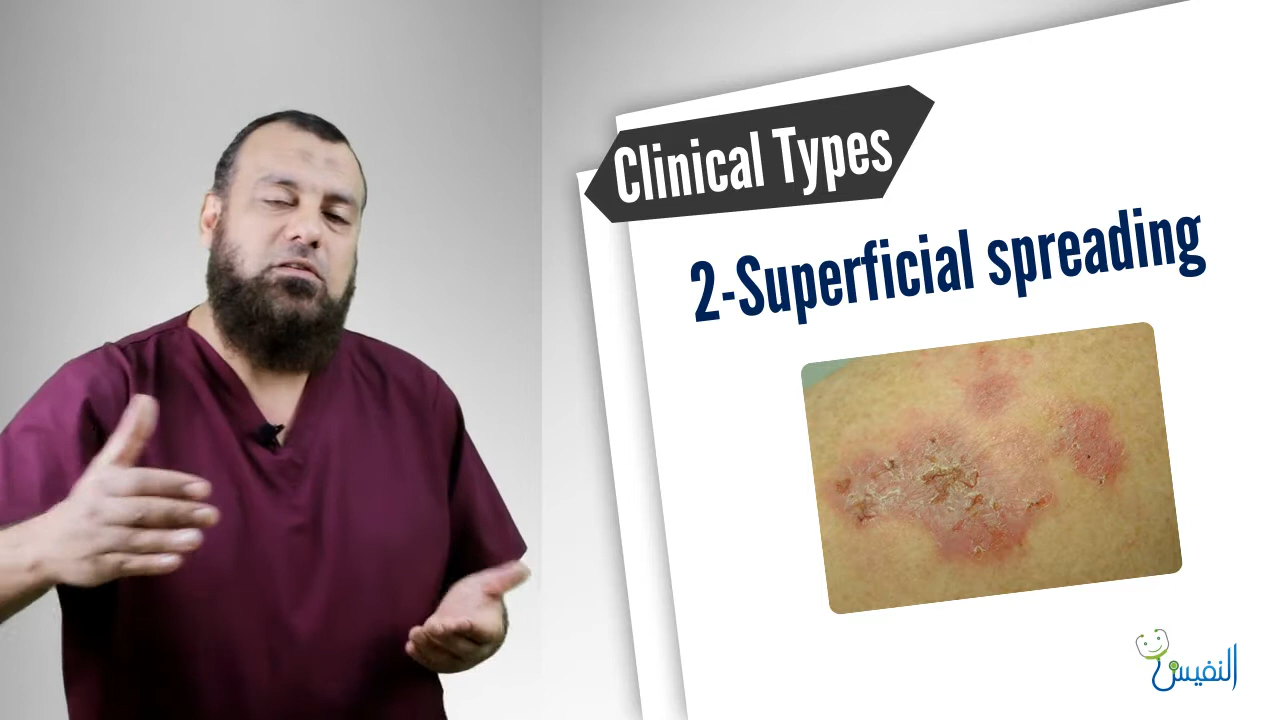 Clinical Types
2-Superficial spreading
النفيس